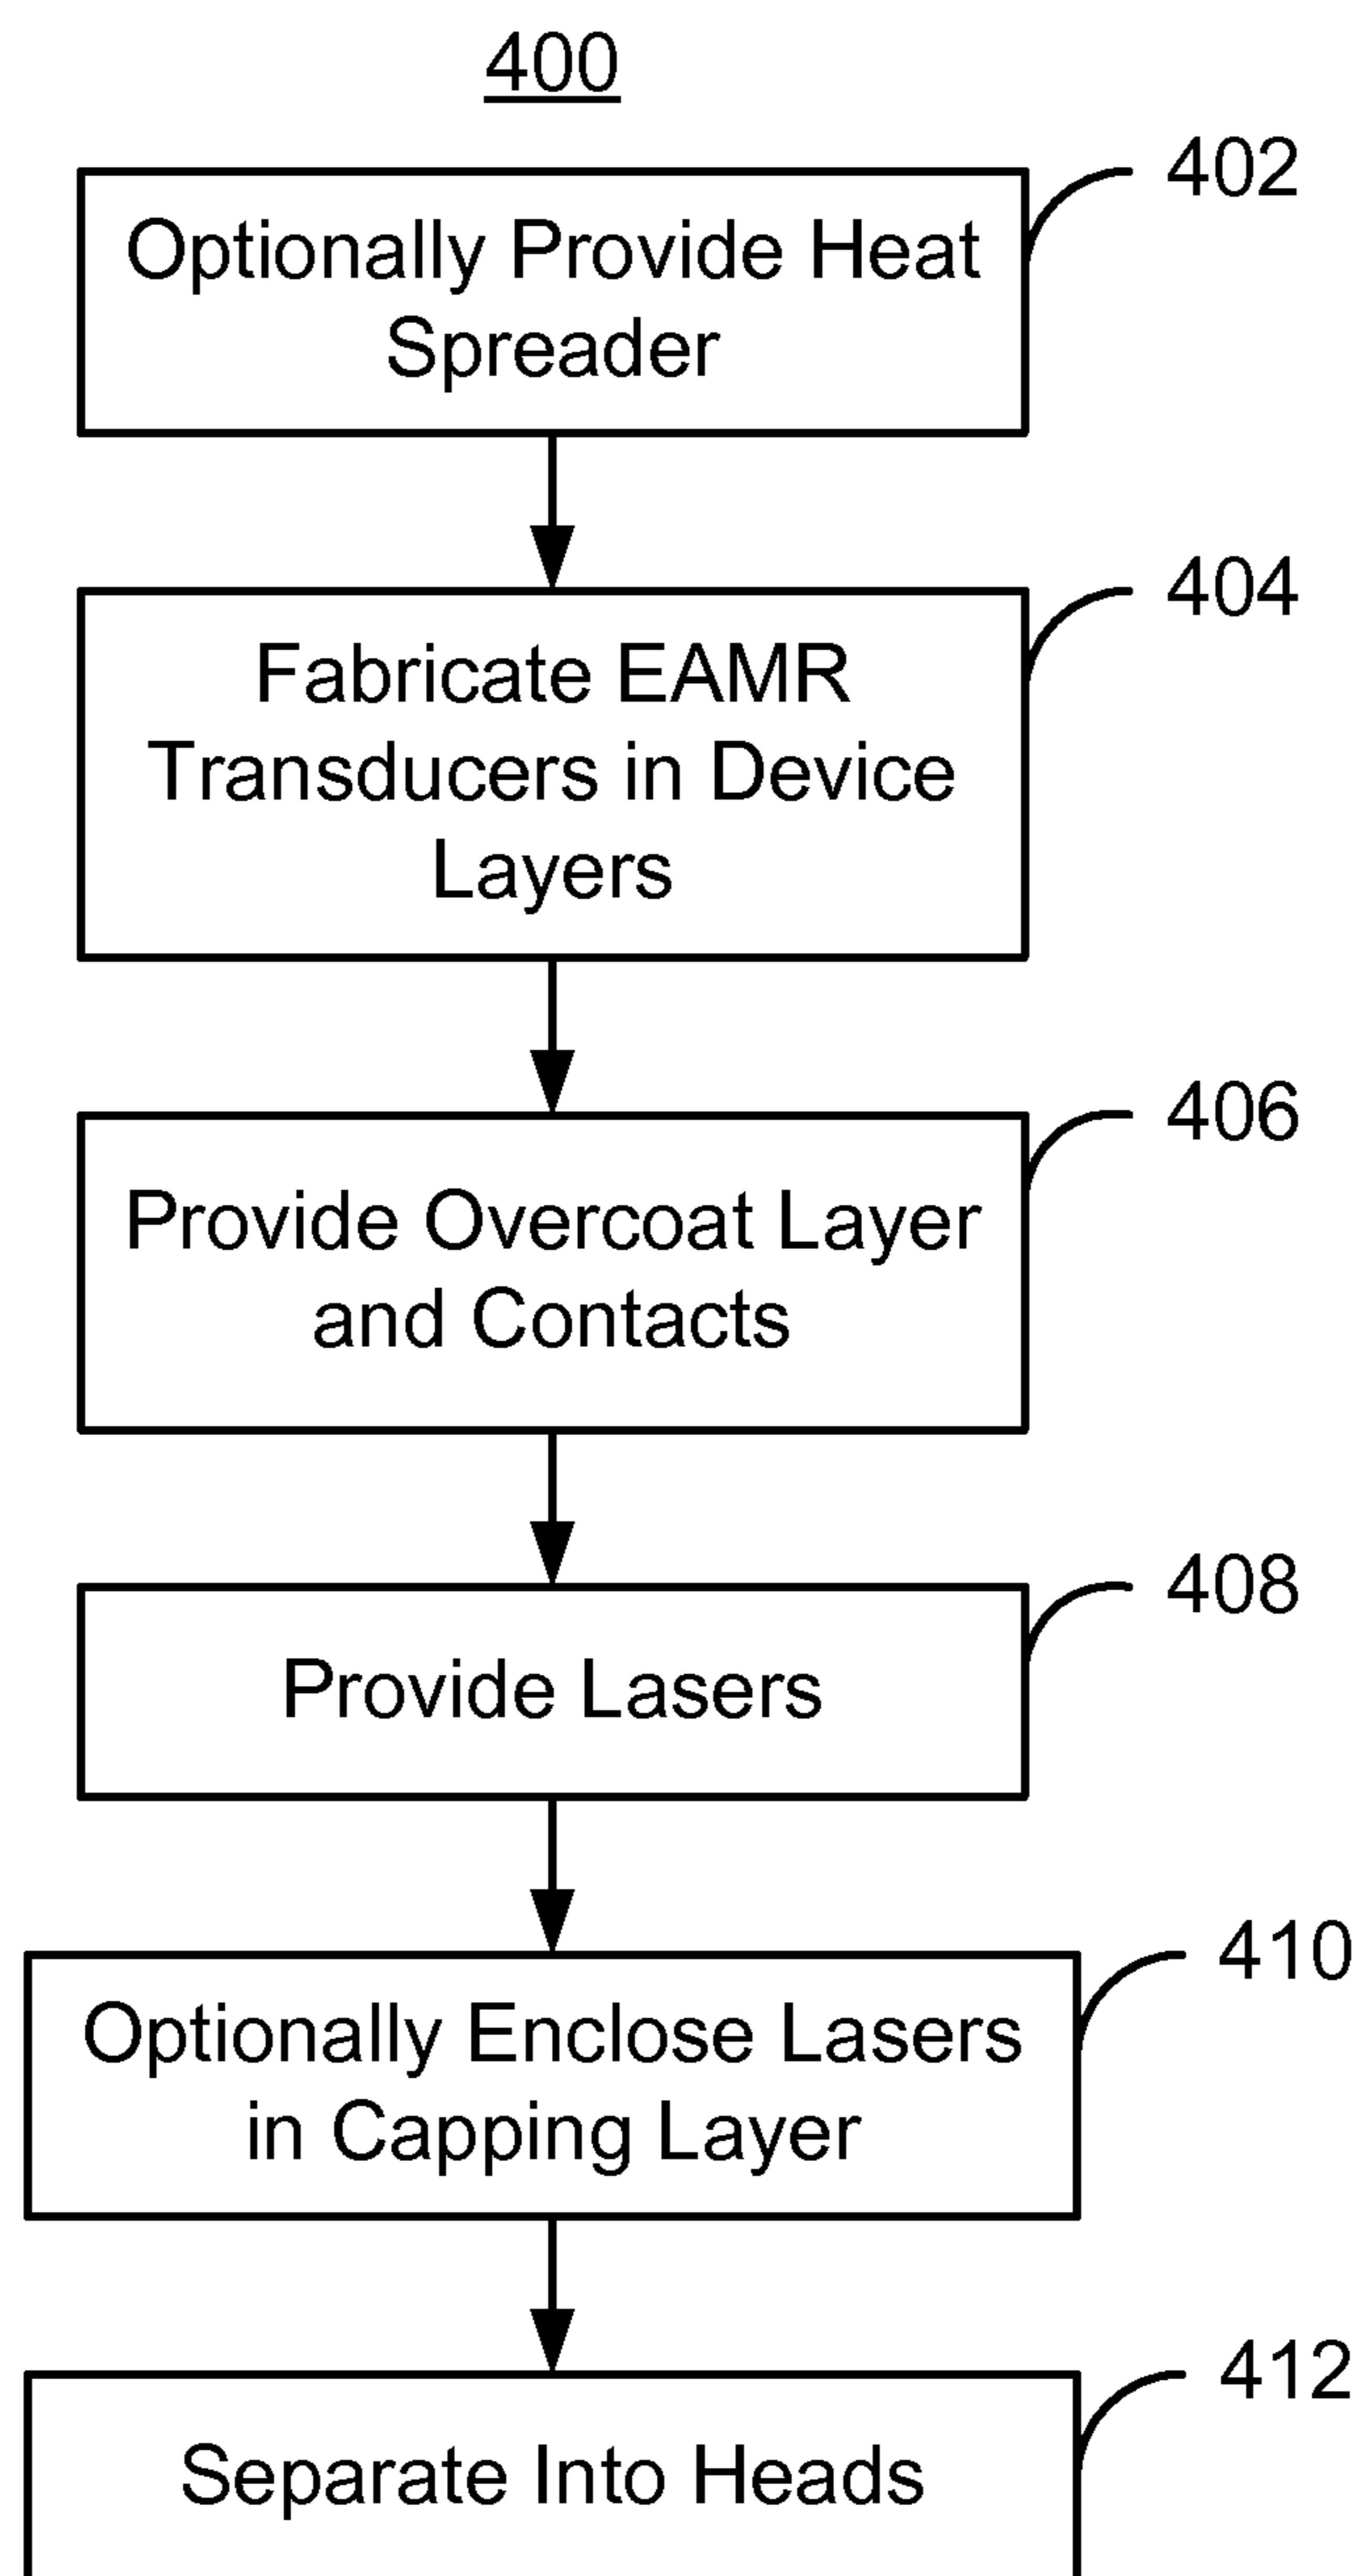 400
402
Optionally Provide Heat
Spreader
404
Fabricate EAMR
Transducers in Device
Layers
406
Provide Overcoat Layer
and Contacts
408
Provide Lasers
410
Optionally Enclose Lasers
in Capping Layer
412
Separate Into Heads